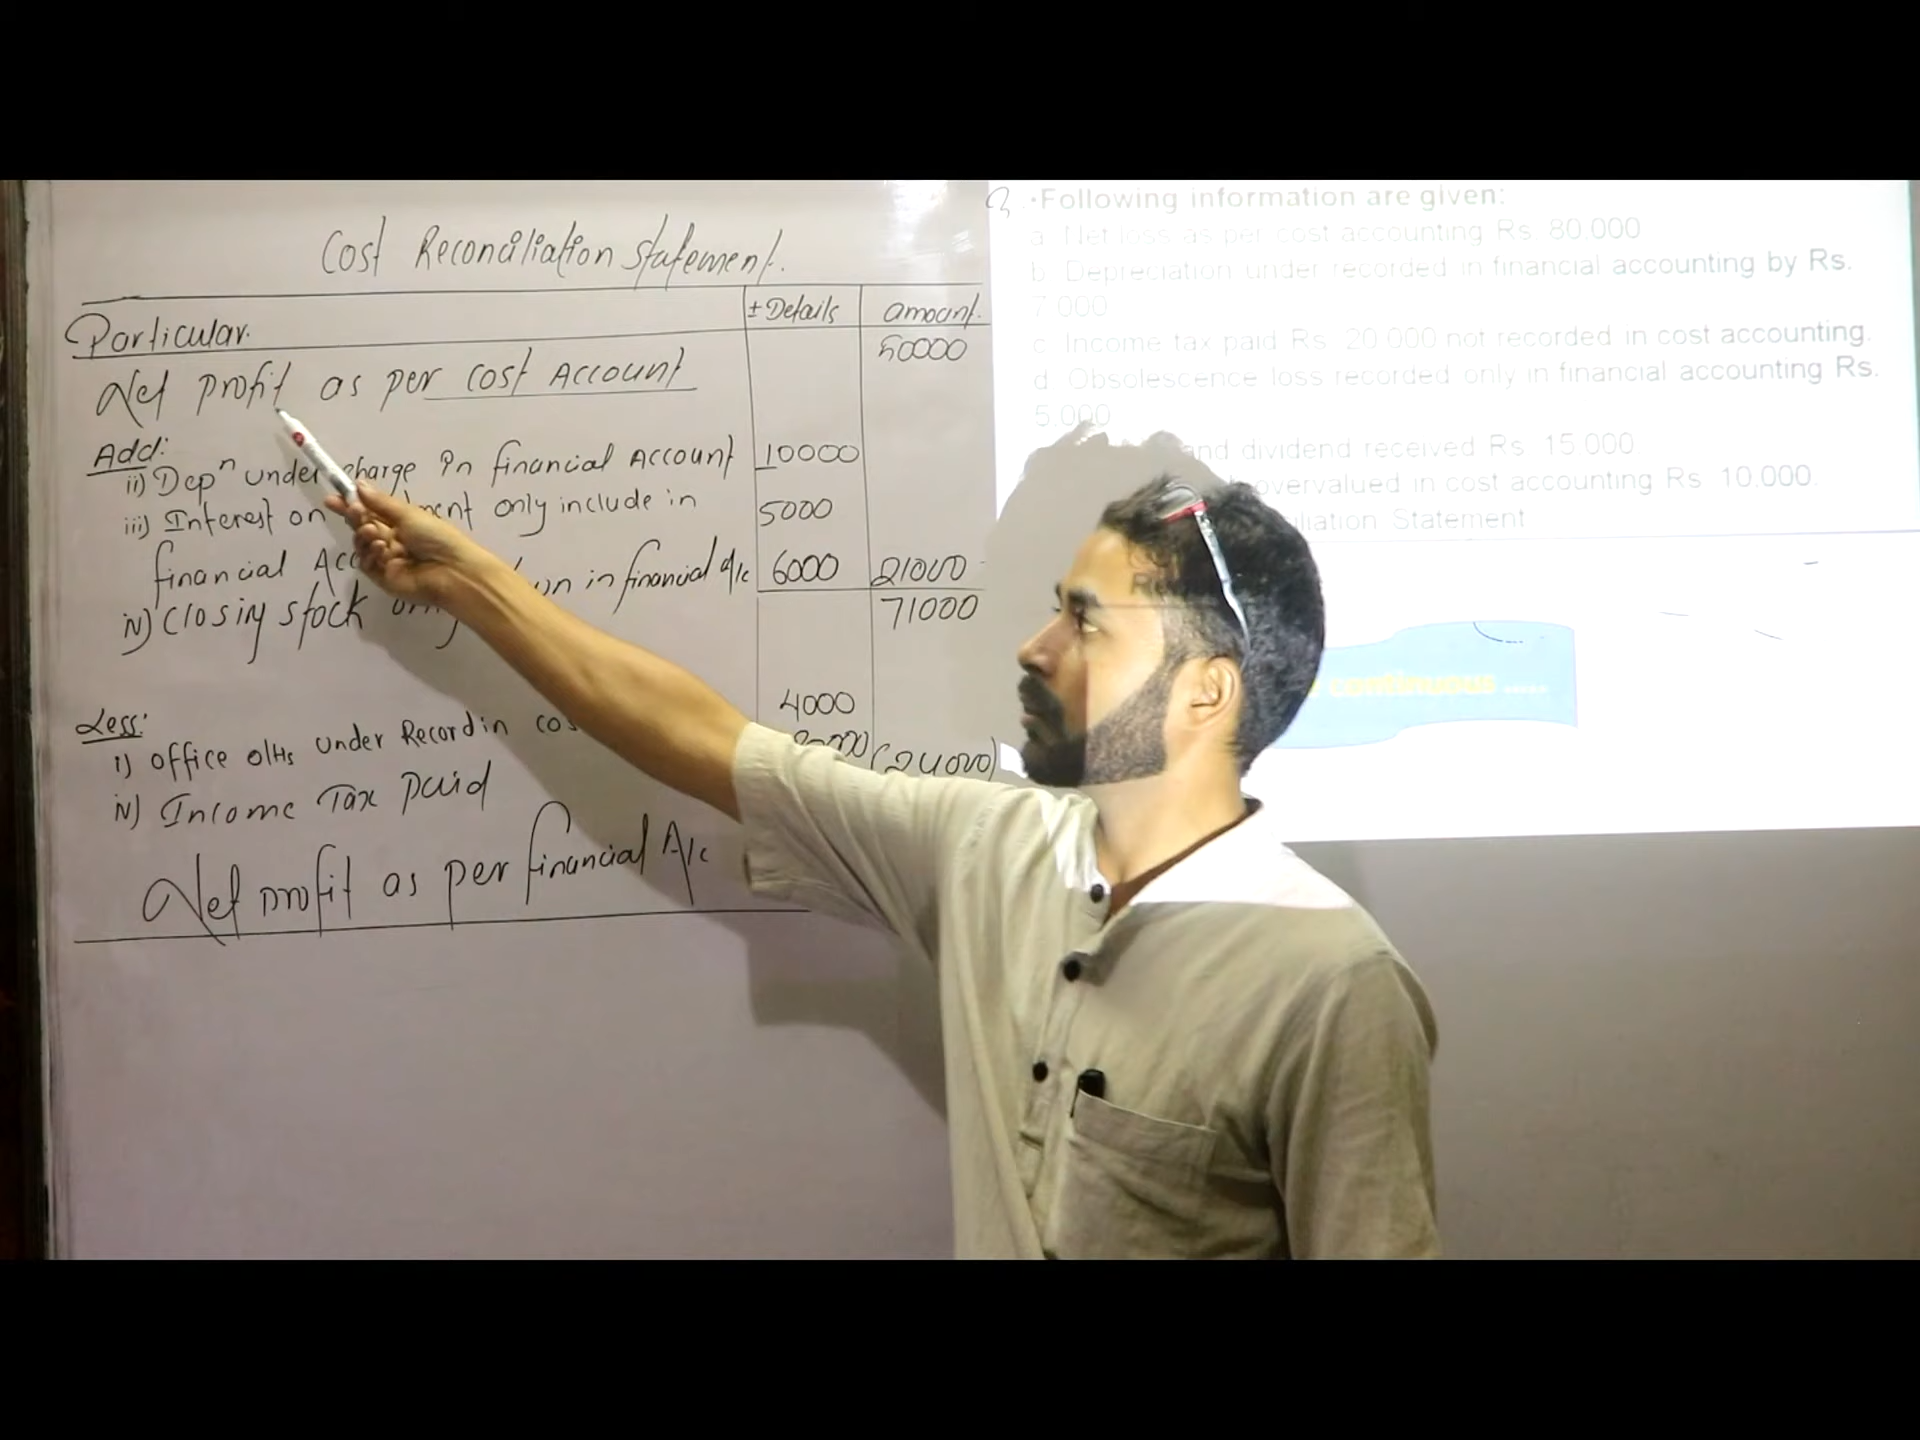 Cost Reconciliation Statement.
Particular. ± Details amount.
Net profit as per cost Account 50000
Add:
ii) Depn under charge in financial Account 10000
iii) Interest on only include in 5000
financial in financial A/c 6000 21000
iv) Closing stock 71000
Less:
i) office O/Hs under Record in 4000
iv) Income Tax paid (24000)
Net profit as per financial A/c
Following information are given:
a Net loss as per cost accounting Rs. 80,000
b Depreciation under recorded in financial accounting by Rs.
7,000
c Income tax paid Rs 20,000 not recorded in cost accounting.
d Obsolescence loss recorded only in financial accounting Rs.
5,000
and dividend received Rs 15,000
overvalued in cost accounting Rs 10,000.
Statement
continuous .....